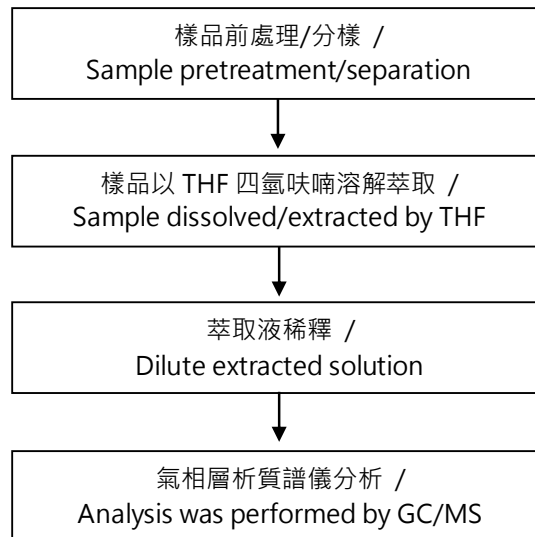 樣品前處理/分樣 /
Sample pretreatment/separation
樣品以 THF 四氫呋喃溶解萃取 /
Sample dissolved/extracted by THF
萃取液稀釋 /
Dilute extracted solution
氣相層析質譜儀分析 /
Analysis was performed by GC/MS